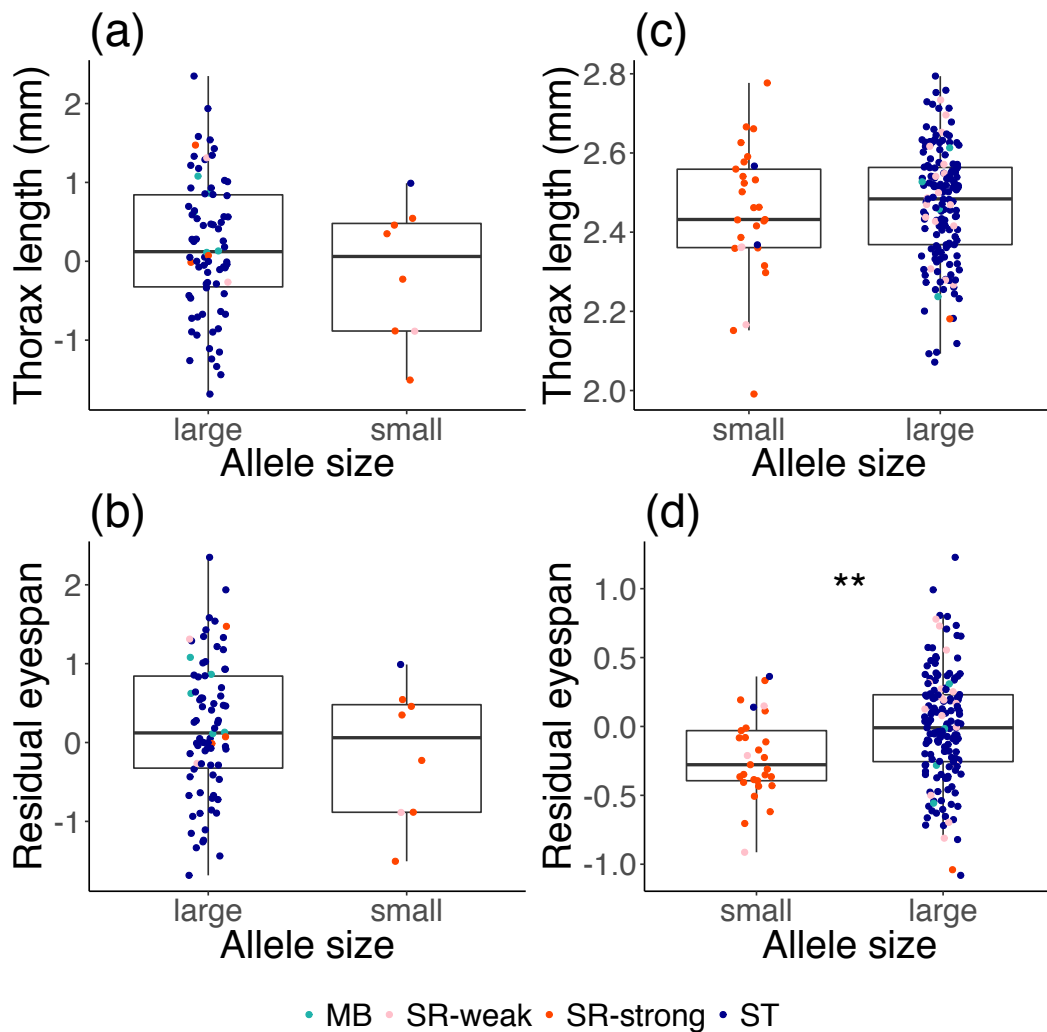 (a)
Thorax length (mm)
2
1
0
-1
large
small
Allele size
(c)
Thorax length (mm)
2.8
2.6
2.4
2.2
2.0
small
large
Allele size
(b)
Residual eyespan
2
1
0
-1
large
small
Allele size
(d)
Residual eyespan
1.0
0.5
0.0
-0.5
-1.0
**
small
large
Allele size
MB
SR-weak
SR-strong
ST